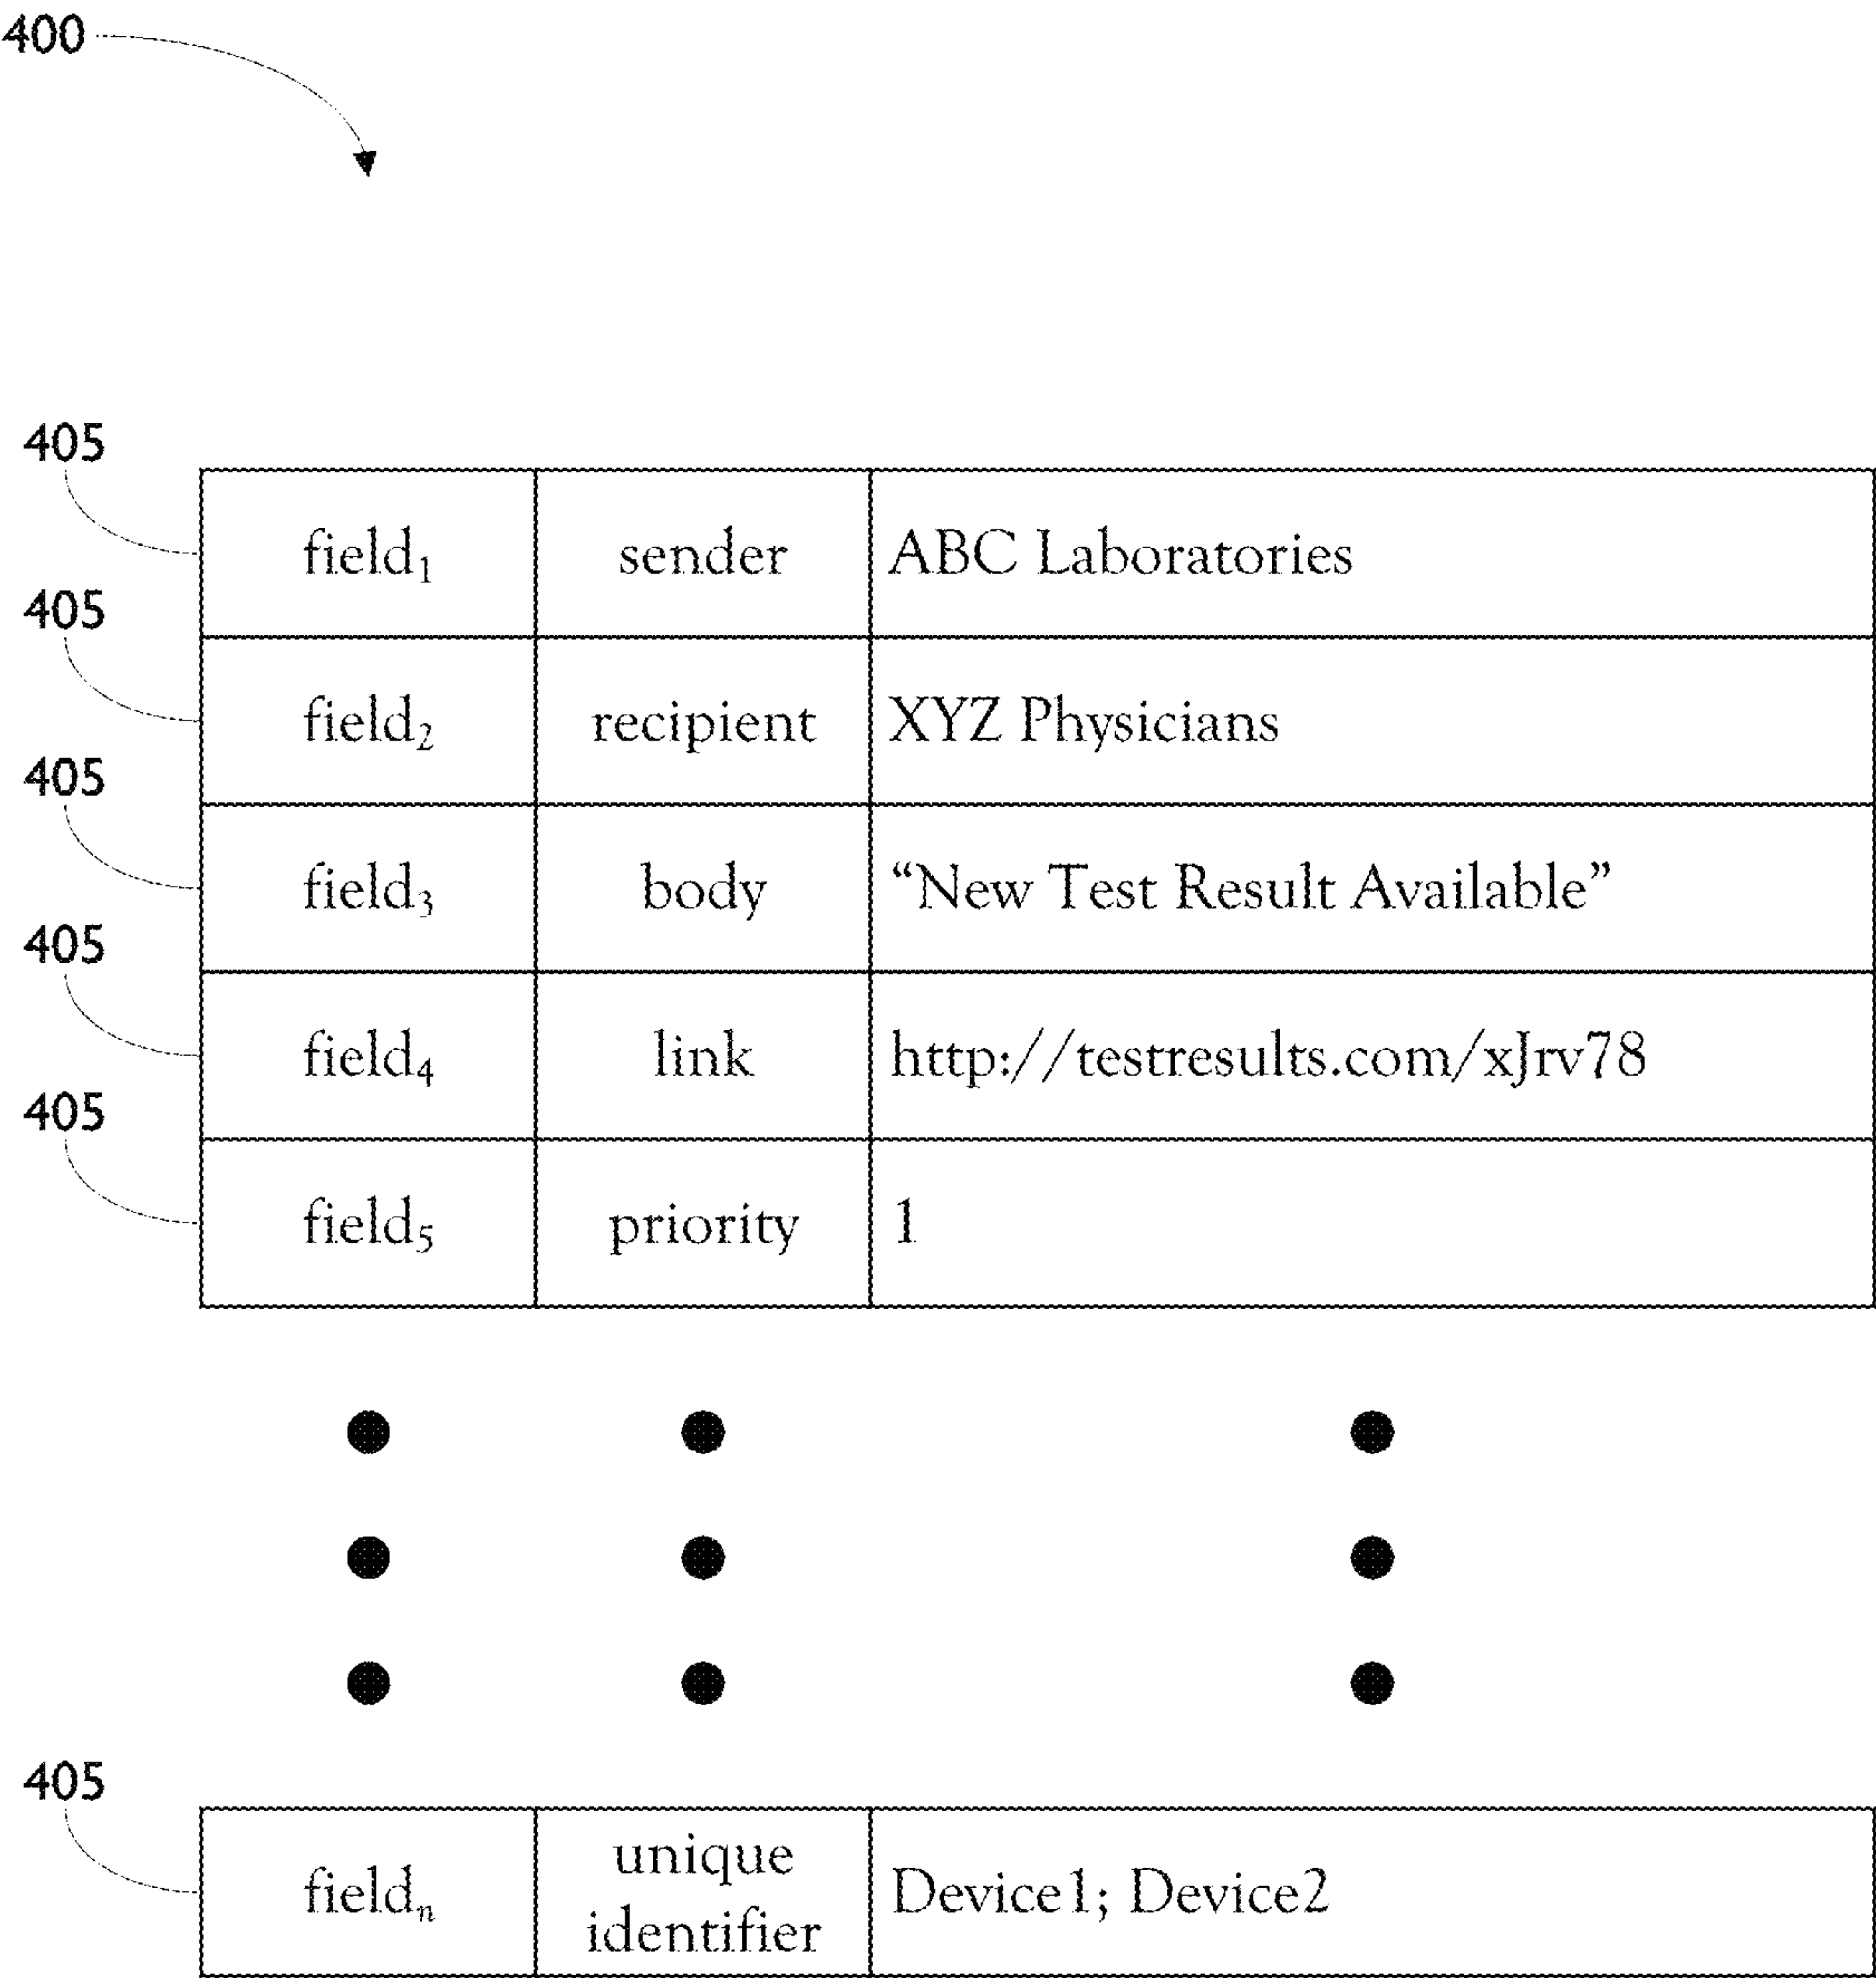 400
405
field₁ sender ABC Laboratories
405
field₂ recipient XYZ Physicians
405
field₃ body “New Test Result Available”
405
field₄ link http://testresults.com/xJrv78
405
field₅ priority 1
405
fieldₙ unique identifier Device1; Device2